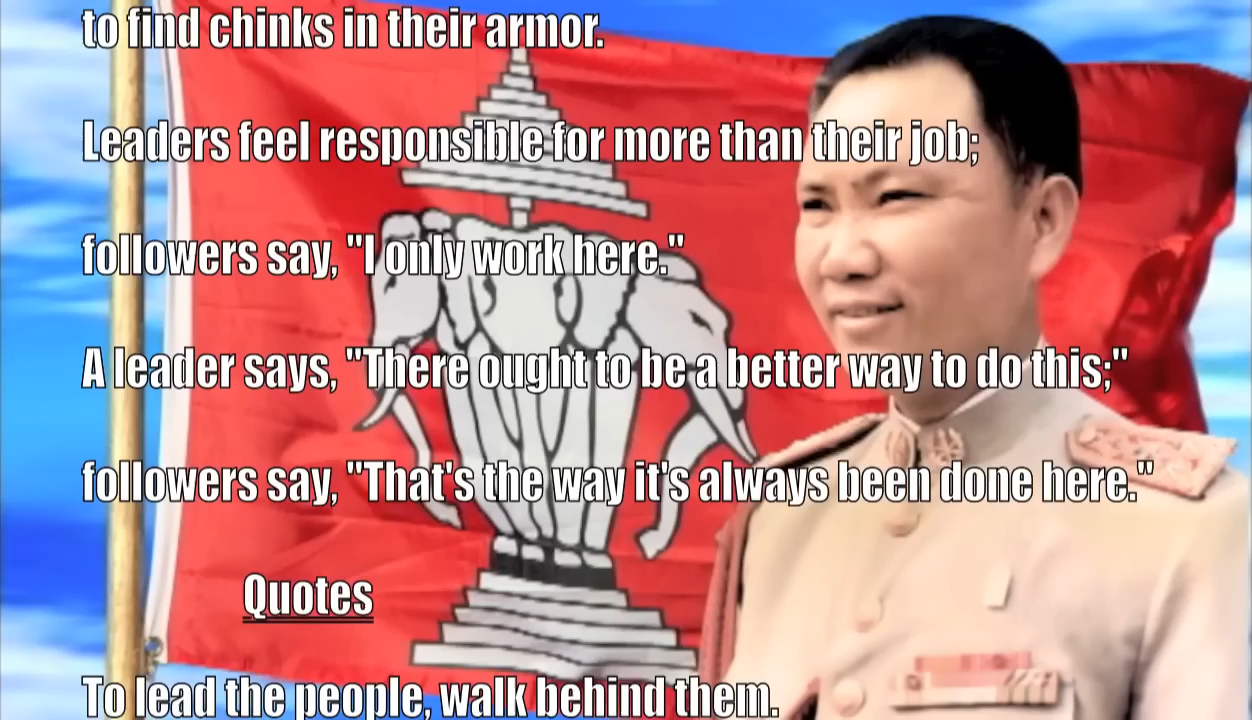 to find chinks in their armor.
Leaders feel responsible for more than their job;
followers say, "I only work here."
A leader says, "There ought to be a better way to do this;"
followers say, "That's the way it's always been done here."
Quotes
To lead the people, walk behind them.